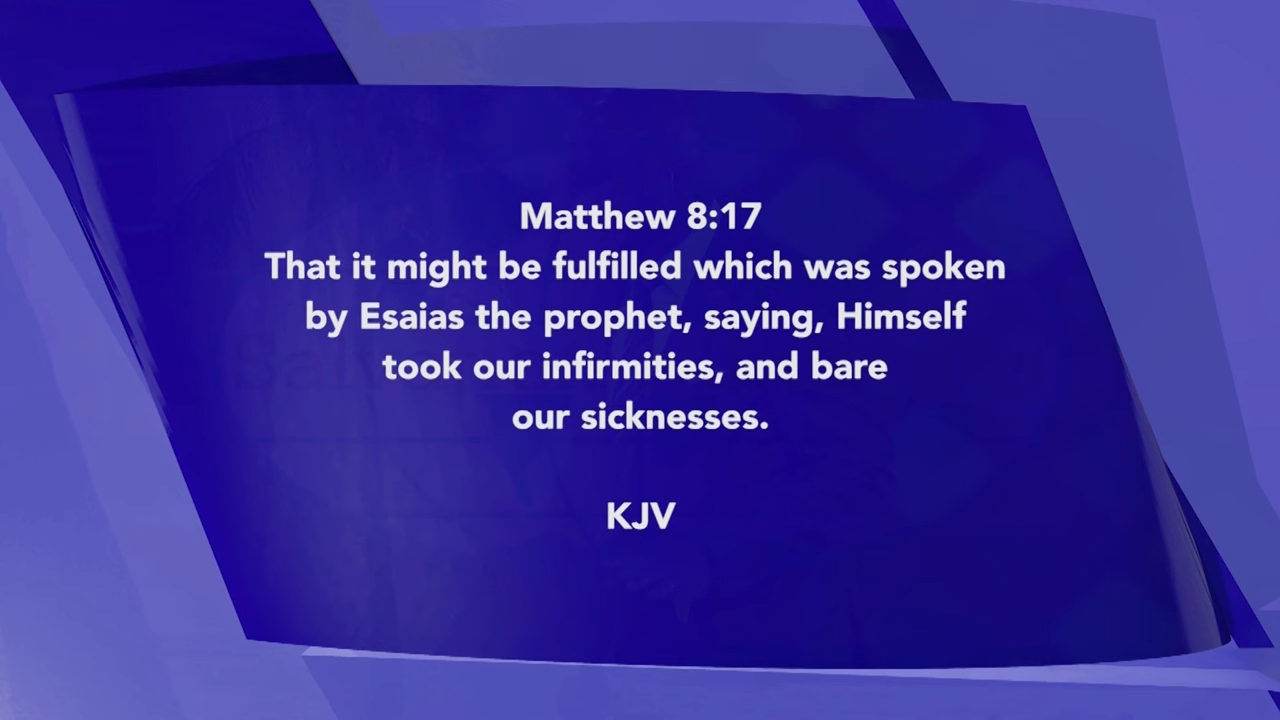 Matthew 8:17
That it might be fulfilled which was spoken
by Esaias the prophet, saying, Himself
took our infirmities, and bare
our sicknesses.
KJV